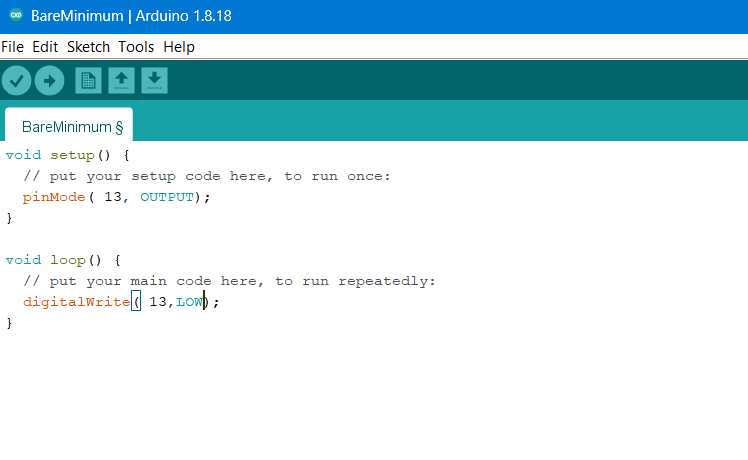 BareMinimum | Arduino 1.8.18
File Edit Sketch Tools Help
BareMinimum §
void setup() {
  // put your setup code here, to run once:
  pinMode( 13, OUTPUT);
}
void loop() {
  // put your main code here, to run repeatedly:
  digitalWrite( 13,LOW);
}